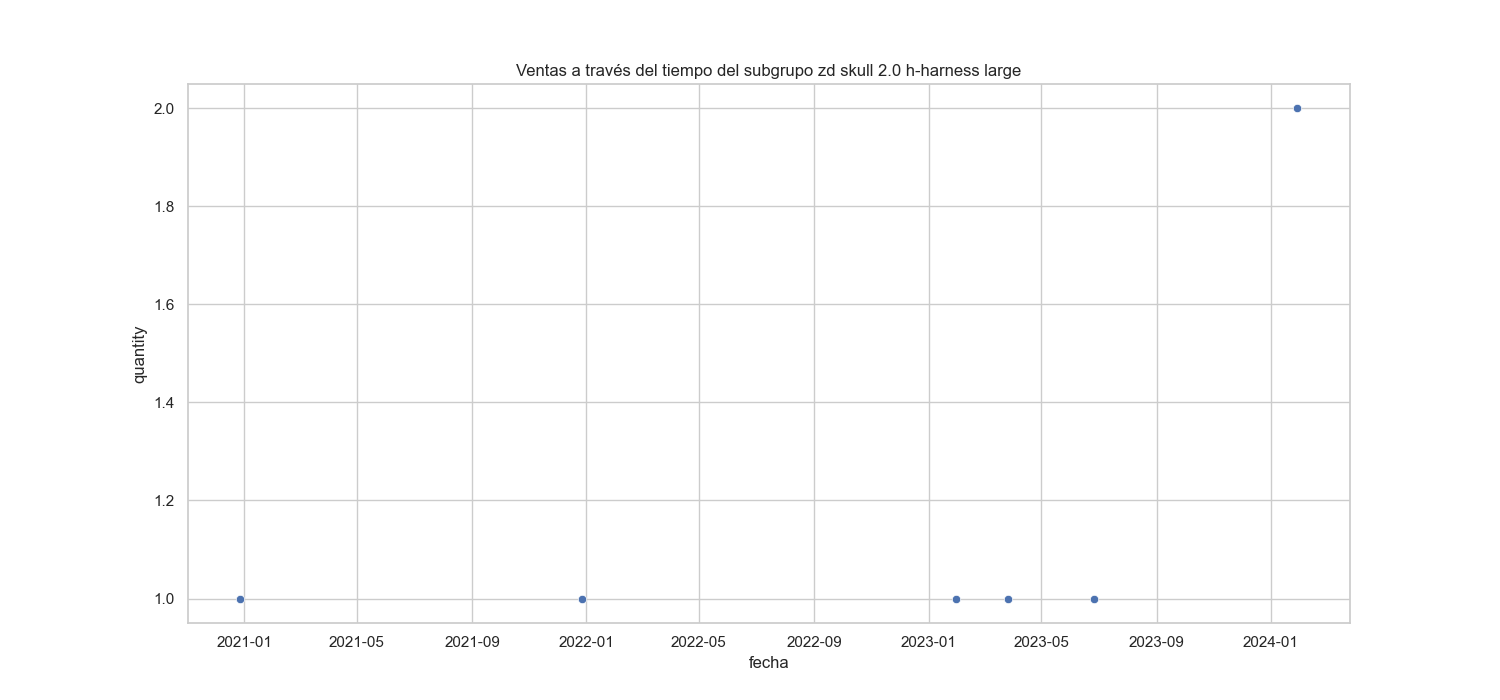 Ventas a través del tiempo del subgrupo zd skull 2.0 h-harness large
2.0
1.8
1.6
1.4
1.2
1.0
quantity
2021-01 2021-05 2021-09 2022-01 2022-05 2022-09 2023-01 2023-05 2023-09 2024-01
fecha